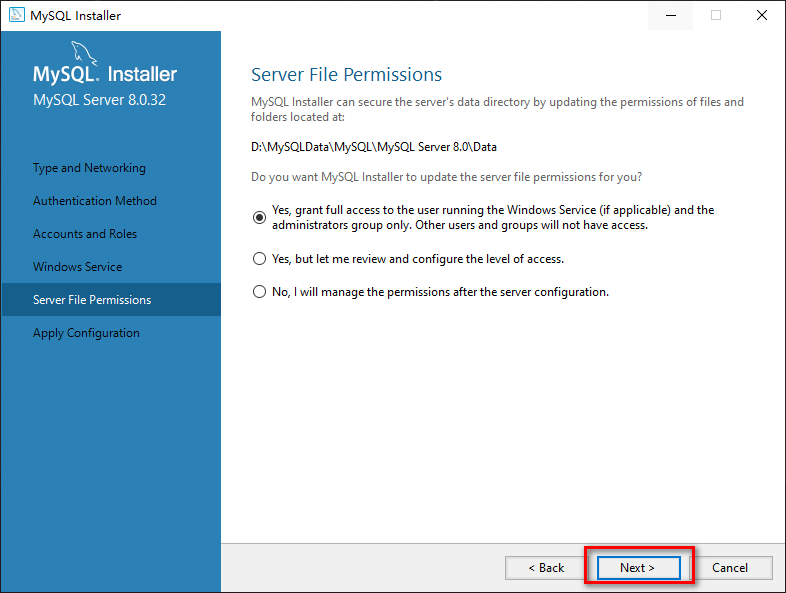 MySQL Installer
MySQL. Installer
MySQL Server 8.0.32
Type and Networking
Authentication Method
Accounts and Roles
Windows Service
Server File Permissions
Apply Configuration
Server File Permissions
MySQL Installer can secure the server's data directory by updating the permissions of files and
folders located at:
D:\MySQLData\MySQL\MySQL Server 8.0\Data
Do you want MySQL Installer to update the server file permissions for you?
Yes, grant full access to the user running the Windows Service (if applicable) and the
administrators group only. Other users and groups will not have access.
Yes, but let me review and configure the level of access.
No, I will manage the permissions after the server configuration.
< Back
Next >
Cancel